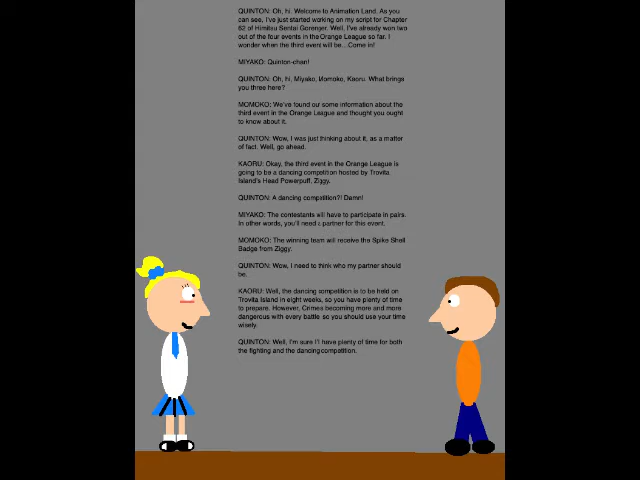 QUINTON: Oh, hi. Welcome to Animation Land. As you
can see, I've just started working on my script for Chapter
62 of Himitsu Sentai Gorenger. Well, I've already won two
out of the four events in the Orange League so far. I
wonder when the third event will be...Come in!
MIYAKO: Quinton-chan!
QUINTON: Oh, hi, Miyako, Momoko, Kaoru. What brings
you three here?
MOMOKO: We've found our some information about the
third event in the Orange League and thought you ought
to know about it.
QUINTON: Wow, I was just thinking about it, as a matter
of fact. Well, go ahead.
KAORU: Okay, the third event in the Orange League is
going to be a dancing competition hosted by Trovita
Island's Head Powerpuff, Ziggy.
QUINTON: A dancing competition?! Damn!
MIYAKO: The contestants will have to participate in pairs.
In other words, you'll need a partner for this event.
MOMOKO: The winning team will receive the Spike Shell
Badge from Ziggy.
QUINTON: Wow, I need to think who my partner should
be.
KAORU: Well, the dancing competition is to be held on
Trovita Island in eight weeks, so you have plenty of time
to prepare. However, Crimes becoming more and more
dangerous with every battle so you should use your time
wisely.
QUINTON: Well, I'm sure I'll have plenty of time for both
the fighting and the dancing competition.